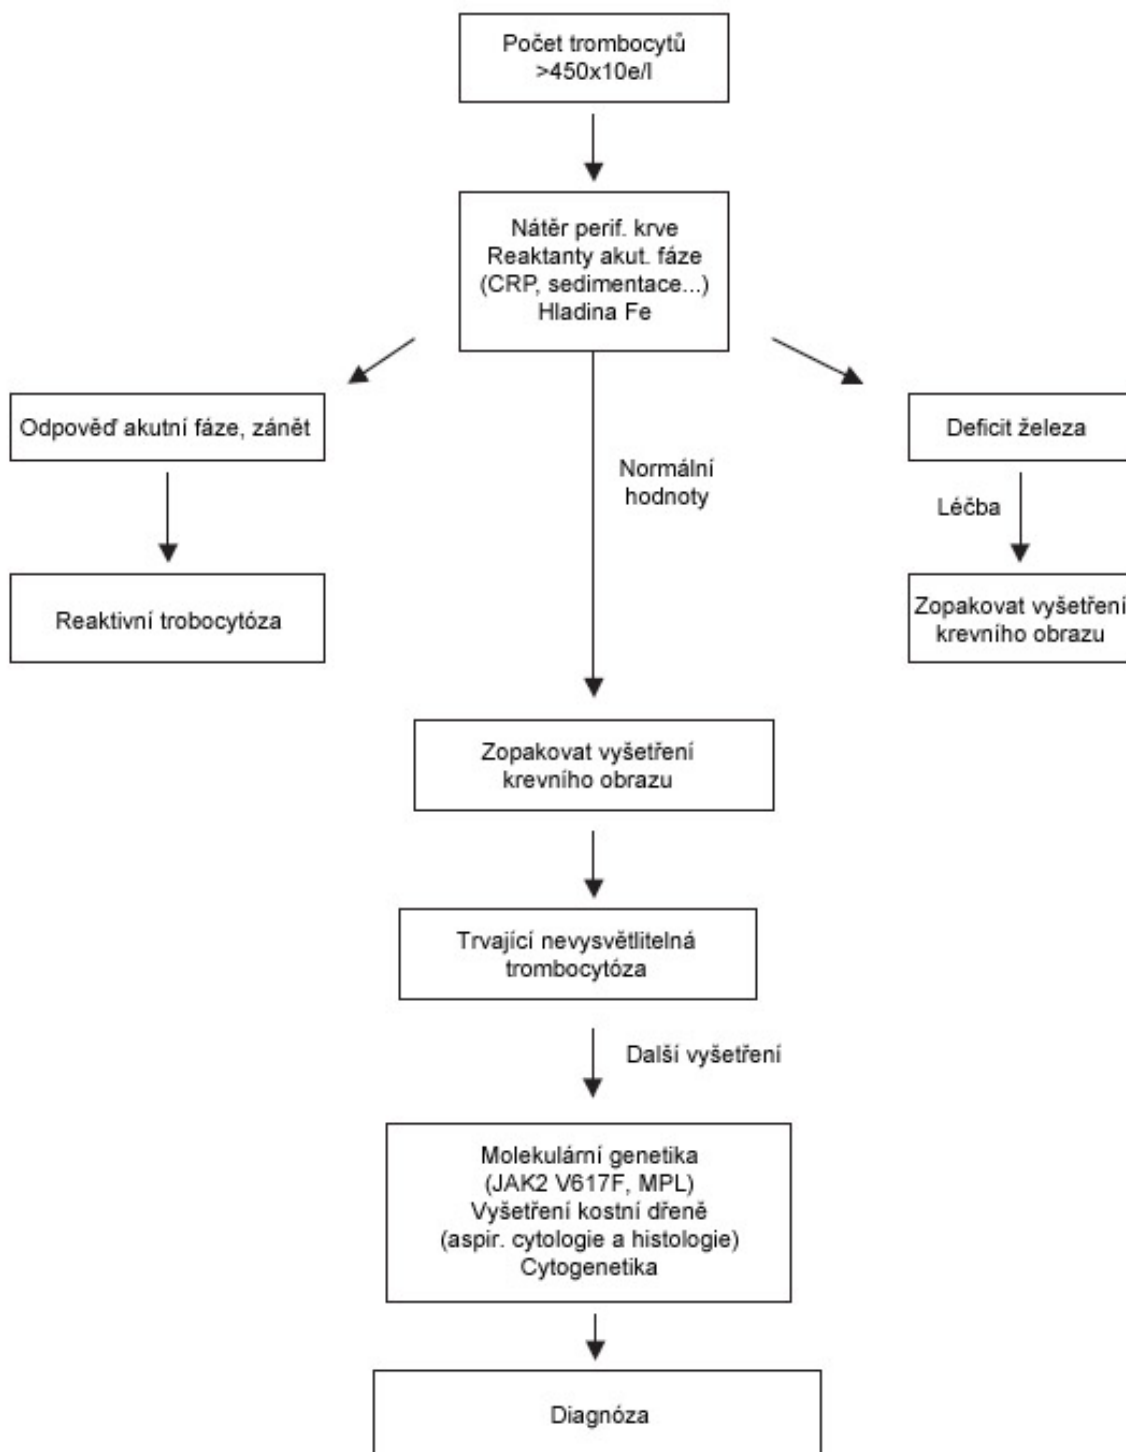 Počet trombocytů
>450x10e/l
Nátěr perif. krve
Reaktanty akut. fáze
(CRP, sedimentace...)
Hladina Fe
Odpověď akutní fáze, zánět
Deficit železa
Normální
hodnoty
Léčba
Reaktivní trobocytóza
Zopakovat vyšetření
krevního obrazu
Zopakovat vyšetření
krevního obrazu
Trvající nevysvětlitelná
trombocytóza
Další vyšetření
Molekulární genetika
(JAK2 V617F, MPL)
Vyšetření kostní dřeně
(aspir. cytologie a histologie)
Cytogenetika
Diagnóza